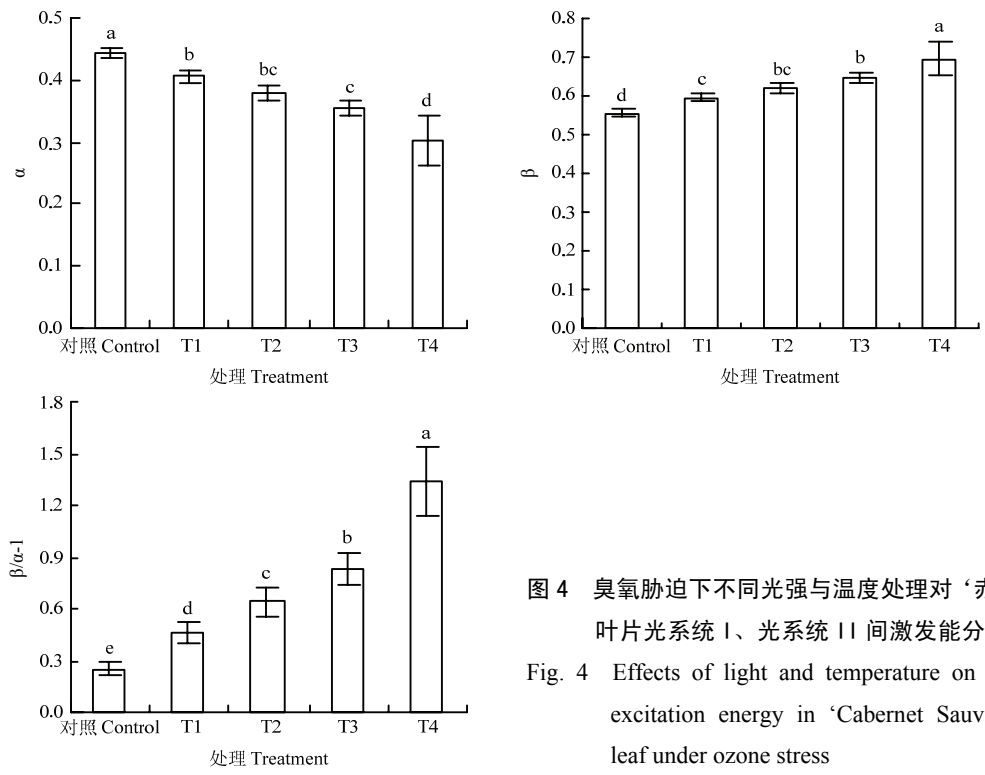 0.5
0.4
0.3
0.2
0.1
0.0
α
a
b
bc
c
d
对照 Control
T1
T2
T3
T4
处理 Treatment
0.8
0.7
0.6
0.5
0.4
0.3
0.2
0.1
0.0
β
d
c
bc
b
a
对照 Control
T1
T2
T3
T4
处理 Treatment
1.8
1.5
1.2
0.9
0.6
0.3
0.0
β/α-1
e
d
c
b
a
对照 Control
T1
T2
T3
T4
处理 Treatment
图 4 臭氧胁迫下不同光强与温度处理对‘
叶片光系统 I、光系统 II 间激发能分
Fig. 4 Effects of light and temperature on
excitation energy in ‘Cabernet Sauv
leaf under ozone stress